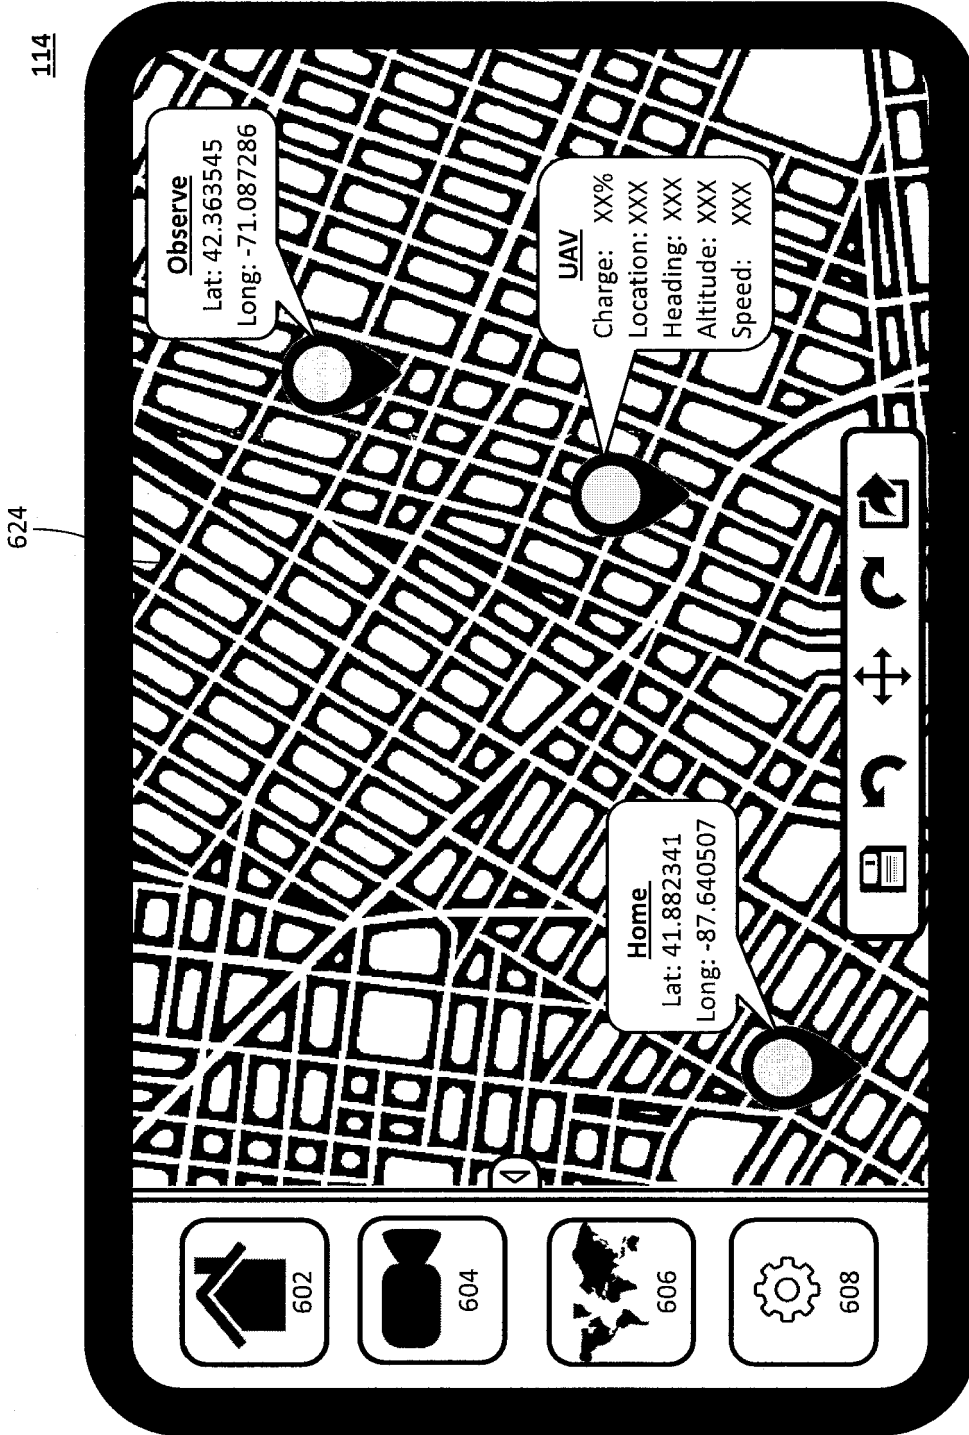 114
624
Observe
Lat: 42.363545
Long: -71.087286
UAV
Charge: XX%
Location: XXX
Heading: XXX
Altitude: XXX
Speed: XXX
Home
Lat: 41.882341
Long: -87.640507
602
604
606
608